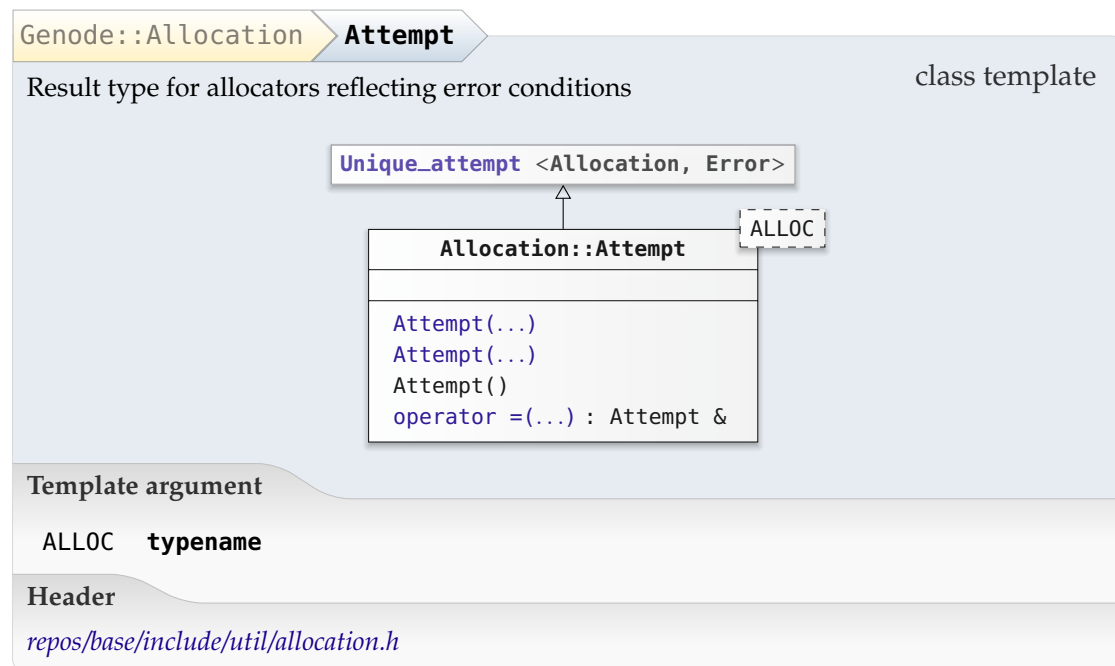 Genode::Allocation Attempt
Result type for allocators reflecting error conditions
class template
Unique_attempt <Allocation, Error>
ALLOC
Allocation::Attempt
Attempt(...)
Attempt(...)
Attempt()
operator =(...) : Attempt &
Template argument
ALLOC typename
Header
repos/base/include/util/allocation.h